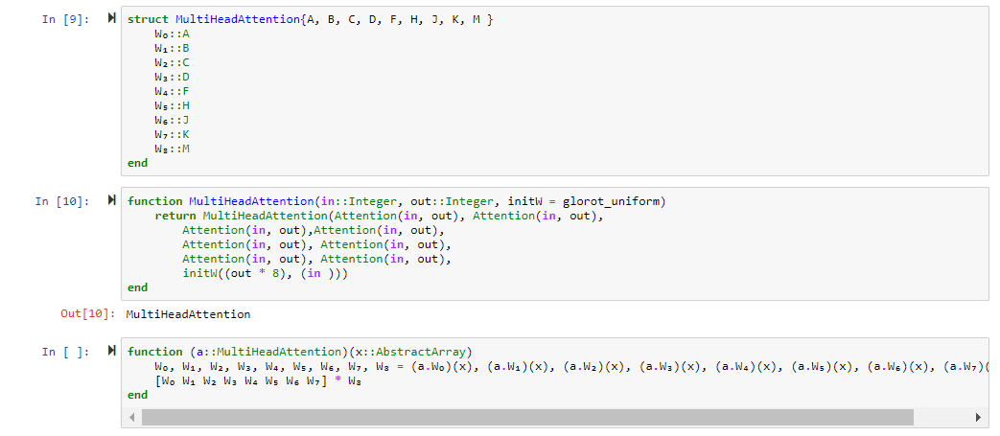 In [9]:
struct MultiHeadAttention{A, B, C, D, F, H, J, K, M }
    W₀::A
    W₁::B
    W₂::C
    W₃::D
    W₄::F
    W₅::H
    W₆::J
    W₇::K
    W₈::M
end
In [10]:
function MultiHeadAttention(in::Integer, out::Integer, initW = glorot_uniform)
    return MultiHeadAttention(Attention(in, out), Attention(in, out),
        Attention(in, out),Attention(in, out),
        Attention(in, out), Attention(in, out),
        Attention(in, out), Attention(in, out),
        initW((out * 8), (in )))
end
Out[10]: MultiHeadAttention
In [ ]:
function (a::MultiHeadAttention)(x::AbstractArray)
    W₀, W₁, W₂, W₃, W₄, W₅, W₆, W₇, W₈ = (a.W₀)(x), (a.W₁)(x), (a.W₂)(x), (a.W₃)(x), (a.W₄)(x), (a.W₅)(x), (a.W₆)(x), (a.W₇)(
    [W₀ W₁ W₂ W₃ W₄ W₅ W₆ W₇] * W₈
end